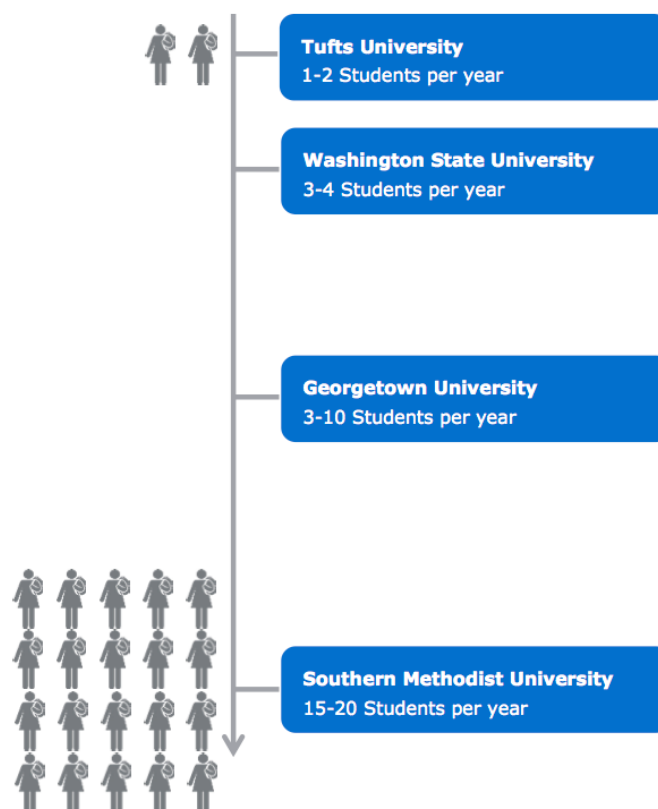 Tufts University
1-2 Students per year
Washington State University
3-4 Students per year
Georgetown University
3-10 Students per year
Southern Methodist University
15-20 Students per year